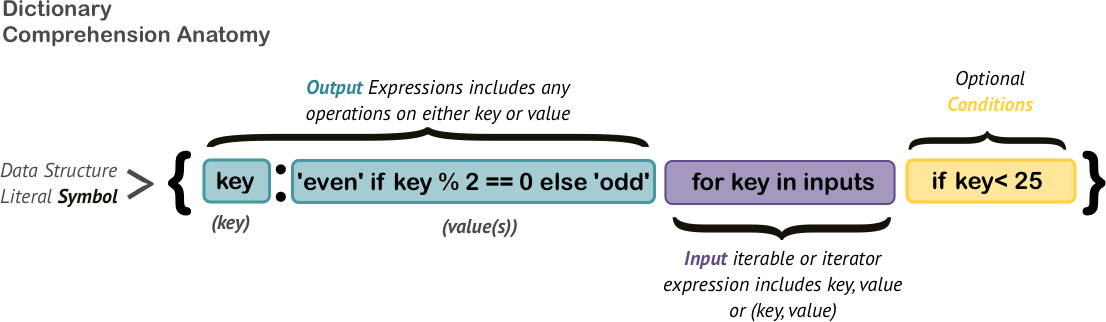 Dictionary
Comprehension Anatomy
Output Expressions includes any
operations on either key or value
Optional
Conditions
Data Structure
Literal Symbol
> { key : 'even' if key % 2 == 0 else 'odd' for key in inputs if key< 25 }
(key)
(value(s))
Input iterable or iterator
expression includes key, value
or (key, value)